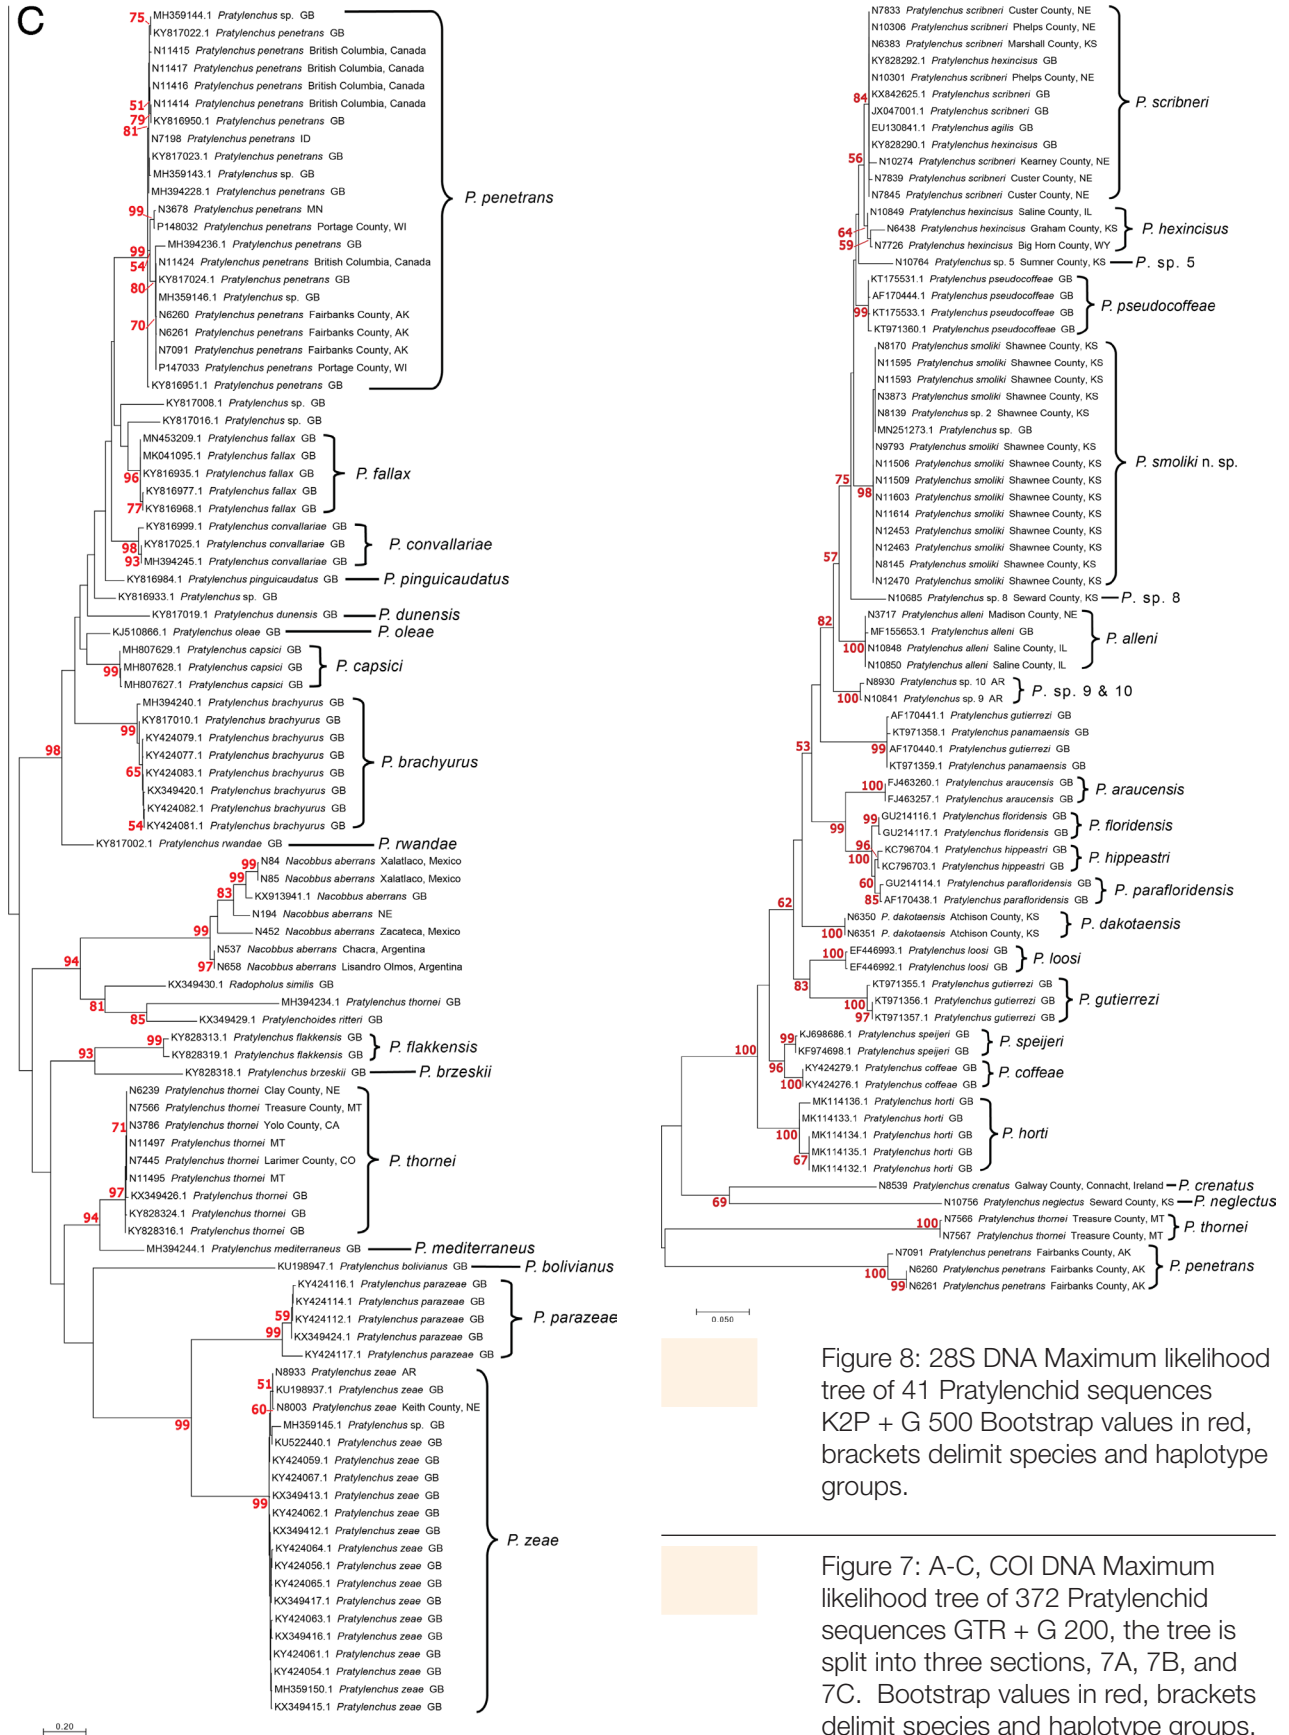 C
75
MH359144.1 Pratylenchus sp. GB
KY817022.1 Pratylenchus penetrans GB
N11415 Pratylenchus penetrans British Columbia, Canada
N11417 Pratylenchus penetrans British Columbia, Canada
N11416 Pratylenchus penetrans British Columbia, Canada
51
N11414 Pratylenchus penetrans British Columbia, Canada
79
KY816950.1 Pratylenchus penetrans GB
81
N7198 Pratylenchus penetrans ID
KY817023.1 Pratylenchus penetrans GB
MH359143.1 Pratylenchus sp. GB
MH394228.1 Pratylenchus penetrans GB
P. penetrans
99
N3678 Pratylenchus penetrans MN
P148032 Pratylenchus penetrans Portage County, WI
99
MH394236.1 Pratylenchus penetrans GB
54
N11424 Pratylenchus penetrans British Columbia, Canada
80
KY817024.1 Pratylenchus penetrans GB
MH359146.1 Pratylenchus sp. GB
70
N6260 Pratylenchus penetrans Fairbanks County, AK
N6261 Pratylenchus penetrans Fairbanks County, AK
N7091 Pratylenchus penetrans Fairbanks County, AK
P147033 Pratylenchus penetrans Portage County, WI
KY816951.1 Pratylenchus penetrans GB
KY817008.1 Pratylenchus sp. GB
KY817016.1 Pratylenchus sp. GB
MN453209.1 Pratylenchus fallax GB
MK041095.1 Pratylenchus fallax GB
96
KY816935.1 Pratylenchus fallax GB
P. fallax
KY816977.1 Pratylenchus fallax GB
77
KY816968.1 Pratylenchus fallax GB
KY816999.1 Pratylenchus convallariae GB
98
KY817025.1 Pratylenchus convallariae GB
P. convallariae
93
MH394245.1 Pratylenchus convallariae GB
KY816984.1 Pratylenchus pinguicaudatus GB
P. pinguicaudatus
KY816933.1 Pratylenchus sp. GB
KY817019.1 Pratylenchus dunensis GB
P. dunensis
KJ510866.1 Pratylenchus oleae GB
P. oleae
MH807629.1 Pratylenchus capsici GB
99
MH807628.1 Pratylenchus capsici GB
P. capsici
MH807627.1 Pratylenchus capsici GB
MH394240.1 Pratylenchus brachyurus GB
KY817010.1 Pratylenchus brachyurus GB
99
KY424079.1 Pratylenchus brachyurus GB
98
KY424077.1 Pratylenchus brachyurus GB
P. brachyurus
65
KY424083.1 Pratylenchus brachyurus GB
KX349420.1 Pratylenchus brachyurus GB
KY424082.1 Pratylenchus brachyurus GB
54
KY424081.1 Pratylenchus brachyurus GB
KY817002.1 Pratylenchus rwandae GB
P. rwandae
99
N84 Nacobbus aberrans Xalatlaco, Mexico
99
N85 Nacobbus aberrans Xalatlaco, Mexico
83
KX913941.1 Nacobbus aberrans GB
N194 Nacobbus aberrans NE
99
N452 Nacobbus aberrans Zacateca, Mexico
N537 Nacobbus aberrans Chacra, Argentina
94
97
N658 Nacobbus aberrans Lisandro Olmos, Argentina
KX349430.1 Radopholus similis GB
81
MH394234.1 Pratylenchus thornei GB
85
KX349429.1 Pratylenchoides ritteri GB
99
KY828313.1 Pratylenchus flakkensis GB
P. flakkensis
93
KY828319.1 Pratylenchus flakkensis GB
KY828318.1 Pratylenchus brzeskii GB
P. brzeskii
N6239 Pratylenchus thornei Clay County, NE
N7566 Pratylenchus thornei Treasure County, MT
71
N3786 Pratylenchus thornei Yolo County, CA
N11497 Pratylenchus thornei MT
N7445 Pratylenchus thornei Larimer County, CO
P. thornei
N11495 Pratylenchus thornei MT
97
KX349426.1 Pratylenchus thornei GB
94
KY828324.1 Pratylenchus thornei GB
KY828316.1 Pratylenchus thornei GB
MH394244.1 Pratylenchus mediterraneus GB
P. mediterraneus
KU198947.1 Pratylenchus bolivianus GB
P. bolivianus
KY424116.1 Pratylenchus parazeae GB
KY424114.1 Pratylenchus parazeae GB
59
KY424112.1 Pratylenchus parazeae GB
P. parazeae
99
KX349424.1 Pratylenchus parazeae GB
KY424117.1 Pratylenchus parazeae GB
N8933 Pratylenchus zeae AR
51
KU198937.1 Pratylenchus zeae GB
60
N8003 Pratylenchus zeae Keith County, NE
99
MH359145.1 Pratylenchus sp. GB
KU522440.1 Pratylenchus zeae GB
KY424059.1 Pratylenchus zeae GB
KY424067.1 Pratylenchus zeae GB
99
KX349413.1 Pratylenchus zeae GB
KY424062.1 Pratylenchus zeae GB
KX349412.1 Pratylenchus zeae GB
P. zeae
KY424064.1 Pratylenchus zeae GB
KY424056.1 Pratylenchus zeae GB
KY424065.1 Pratylenchus zeae GB
KX349417.1 Pratylenchus zeae GB
KY424063.1 Pratylenchus zeae GB
KX349416.1 Pratylenchus zeae GB
KY424061.1 Pratylenchus zeae GB
KY424054.1 Pratylenchus zeae GB
MH359150.1 Pratylenchus zeae GB
KX349415.1 Pratylenchus zeae GB
0.20
N7833 Pratylenchus scribneri Custer County, NE
N10306 Pratylenchus scribneri Phelps County, NE
N6383 Pratylenchus scribneri Marshall County, KS
KY828292.1 Pratylenchus hexincisus GB
N10301 Pratylenchus scribneri Phelps County, NE
84
KX842625.1 Pratylenchus scribneri GB
P. scribneri
JX047001.1 Pratylenchus scribneri GB
EU130841.1 Pratylenchus agilis GB
KY828290.1 Pratylenchus hexincisus GB
56
N10274 Pratylenchus scribneri Kearney County, NE
N7839 Pratylenchus scribneri Custer County, NE
N7845 Pratylenchus scribneri Custer County, NE
N10849 Pratylenchus hexincisus Saline County, IL
64
N6438 Pratylenchus hexincisus Graham County, KS
P. hexincisus
59
N7726 Pratylenchus hexincisus Big Horn County, WY
N10764 Pratylenchus sp. 5 Sumner County, KS
P. sp. 5
KT175531.1 Pratylenchus pseudocoffeae GB
AF170444.1 Pratylenchus pseudocoffeae GB
P. pseudocoffeae
99
KT175533.1 Pratylenchus pseudocoffeae GB
KT971360.1 Pratylenchus pseudocoffeae GB
N8170 Pratylenchus smoliki Shawnee County, KS
N11595 Pratylenchus smoliki Shawnee County, KS
N11593 Pratylenchus smoliki Shawnee County, KS
N3873 Pratylenchus smoliki Shawnee County, KS
N8139 Pratylenchus sp. 2 Shawnee County, KS
MN251273.1 Pratylenchus sp. GB
N9793 Pratylenchus smoliki Shawnee County, KS
N11506 Pratylenchus smoliki Shawnee County, KS
P. smoliki n. sp.
75
N11509 Pratylenchus smoliki Shawnee County, KS
98
N11603 Pratylenchus smoliki Shawnee County, KS
N11614 Pratylenchus smoliki Shawnee County, KS
N12453 Pratylenchus smoliki Shawnee County, KS
N12463 Pratylenchus smoliki Shawnee County, KS
57
N8145 Pratylenchus smoliki Shawnee County, KS
N12470 Pratylenchus smoliki Shawnee County, KS
N10685 Pratylenchus sp. 8 Seward County, KS
P. sp. 8
82
N3717 Pratylenchus alleni Madison County, NE
MF155653.1 Pratylenchus alleni GB
P. alleni
100
N10848 Pratylenchus alleni Saline County, IL
N10850 Pratylenchus alleni Saline County, IL
N8930 Pratylenchus sp. 10 AR
P. sp. 9 & 10
100
N10841 Pratylenchus sp. 9 AR
AF170441.1 Pratylenchus gutierrezi GB
KT971358.1 Pratylenchus panamaensis GB
53
99
AF170440.1 Pratylenchus gutierrezi GB
KT971359.1 Pratylenchus panamaensis GB
100
FJ463260.1 Pratylenchus araucensis GB
P. araucensis
FJ463257.1 Pratylenchus araucensis GB
99
99
GU214116.1 Pratylenchus floridensis GB
P. floridensis
GU214117.1 Pratylenchus floridensis GB
96
KC796704.1 Pratylenchus hippeastri GB
P. hippeastri
100
KC796703.1 Pratylenchus hippeastri GB
60
GU214114.1 Pratylenchus parafloridensis GB
P. parafloridensis
85
AF170438.1 Pratylenchus parafloridensis GB
62
N6350 P. dakotaensis Atchison County, KS
P. dakotaensis
100
N6351 P. dakotaensis Atchison County, KS
100
EF446993.1 Pratylenchus loosi GB
P. loosi
EF446992.1 Pratylenchus loosi GB
83
KT971355.1 Pratylenchus gutierrezi GB
100
KT971356.1 Pratylenchus gutierrezi GB
P. gutierrezi
97
KT971357.1 Pratylenchus gutierrezi GB
99
KJ698686.1 Pratylenchus speijeri GB
P. speijeri
100
KF974698.1 Pratylenchus speijeri GB
96
KY424279.1 Pratylenchus coffeae GB
P. coffeae
100
KY424276.1 Pratylenchus coffeae GB
MK114136.1 Pratylenchus horti GB
MK114133.1 Pratylenchus horti GB
100
MK114134.1 Pratylenchus horti GB
P. horti
MK114135.1 Pratylenchus horti GB
67
MK114132.1 Pratylenchus horti GB
N8539 Pratylenchus crenatus Galway County, Connacht, Ireland
P. crenatus
69
N10756 Pratylenchus neglectus Seward County, KS
P. neglectus
100
N7566 Pratylenchus thornei Treasure County, MT
P. thornei
N7567 Pratylenchus thornei Treasure County, MT
N7091 Pratylenchus penetrans Fairbanks County, AK
100
N6260 Pratylenchus penetrans Fairbanks County, AK
P. penetrans
99
N6261 Pratylenchus penetrans Fairbanks County, AK
0.050
Figure 8: 28S DNA Maximum likelihood
tree of 41 Pratylenchid sequences
K2P + G 500 Bootstrap values in red,
brackets delimit species and haplotype
groups.
Figure 7: A-C, COI DNA Maximum
likelihood tree of 372 Pratylenchid
sequences GTR + G 200, the tree is
split into three sections, 7A, 7B, and
7C. Bootstrap values in red, brackets
delimit species and haplotype groups.